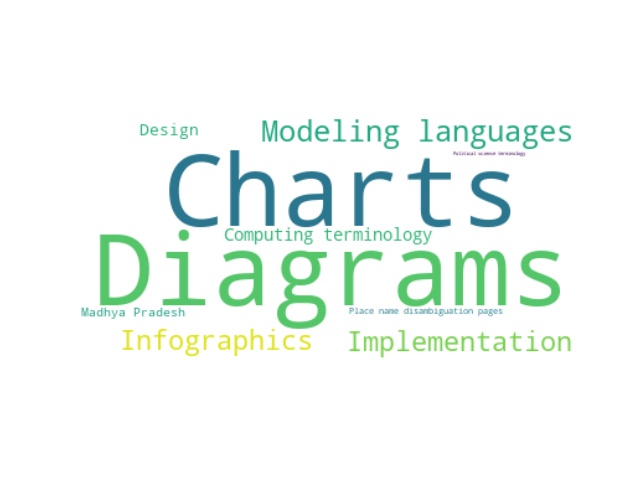 Design
Modeling languages
Political science terminology
Charts
Computing terminology
Diagrams
Madhya Pradesh
Place name disambiguation pages
Infographics
Implementation